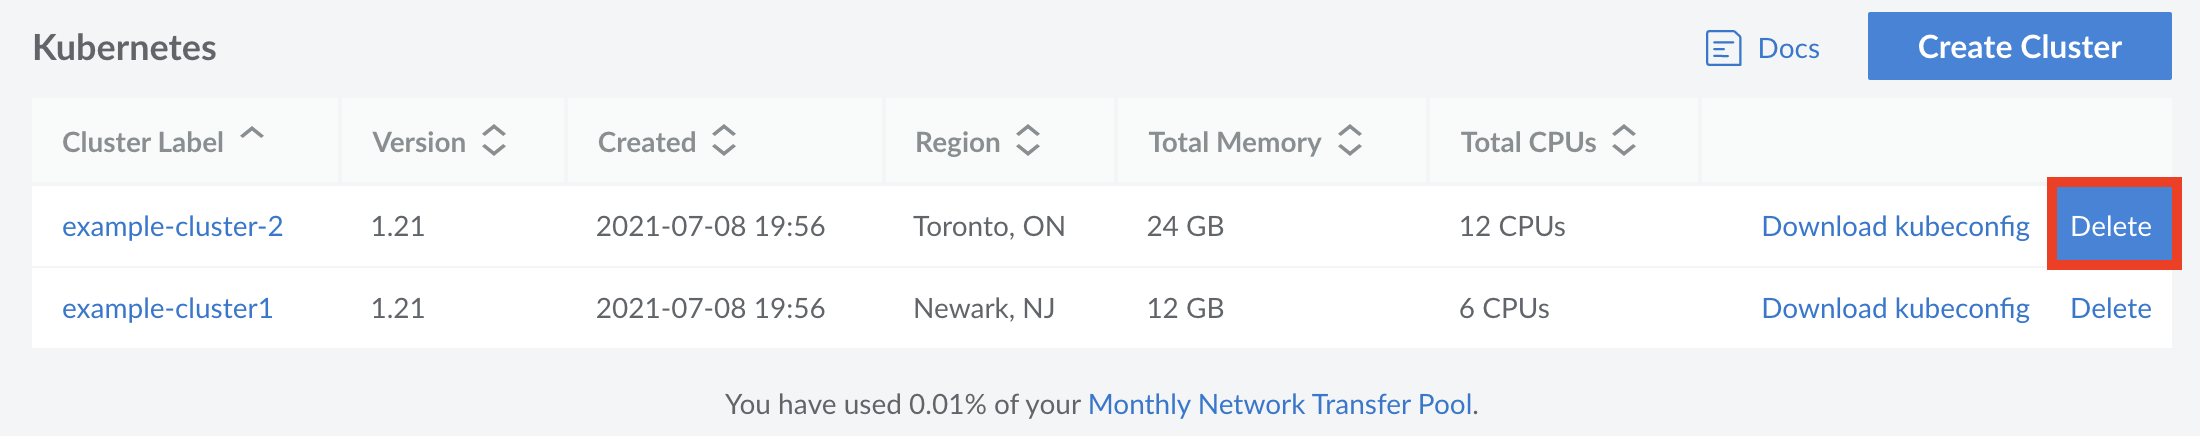 Kubernetes Docs Create Cluster
Cluster Label Version Created Region Total Memory Total CPUs
example-cluster-2 1.21 2021-07-08 19:56 Toronto, ON 24 GB 12 CPUs Download kubeconfig Delete
example-cluster1 1.21 2021-07-08 19:56 Newark, NJ 12 GB 6 CPUs Download kubeconfig Delete
You have used 0.01% of your Monthly Network Transfer Pool.